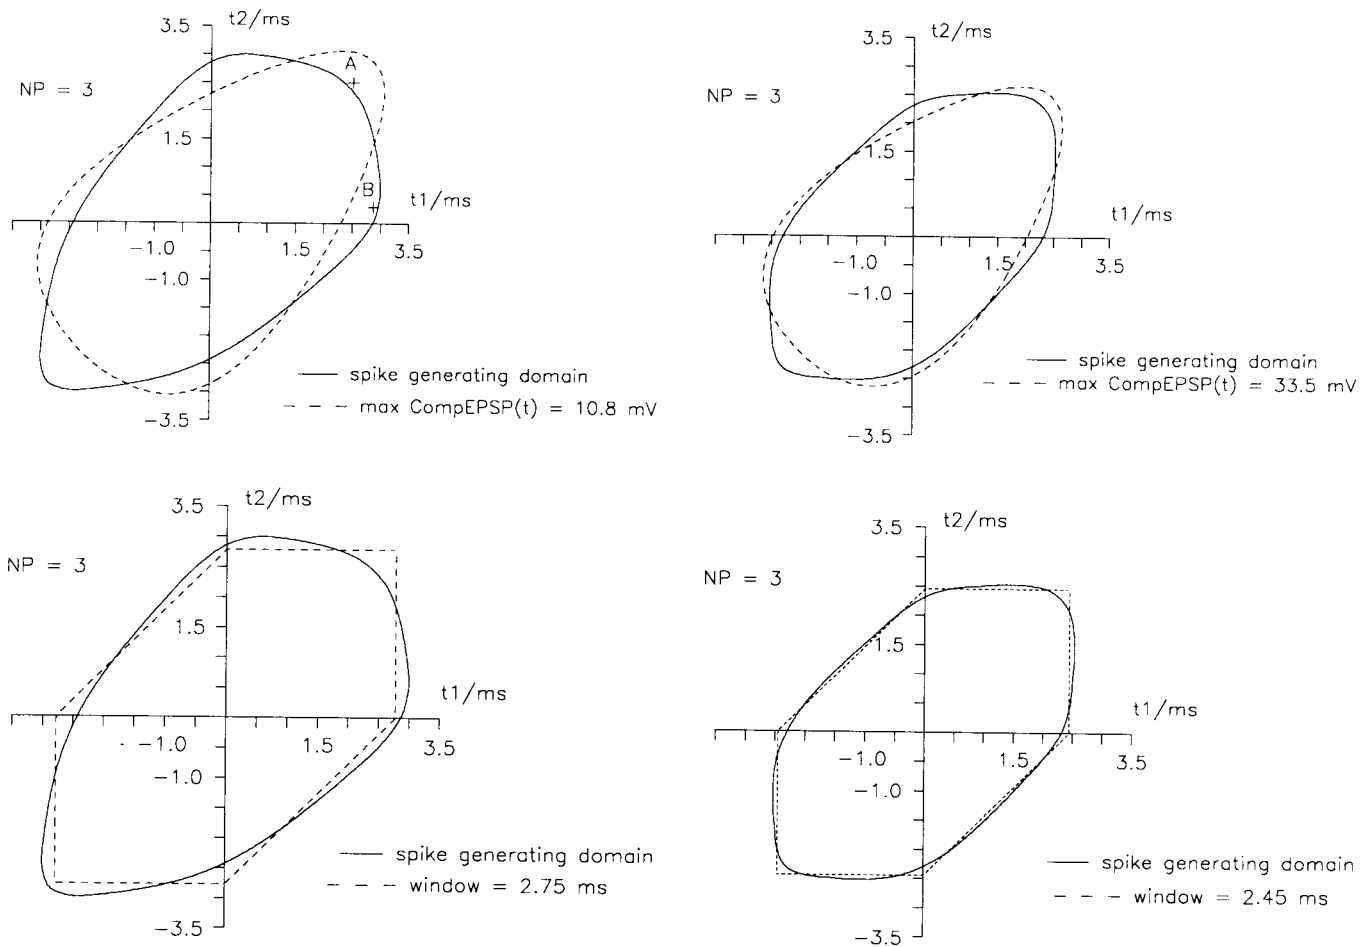 3.5
t2/ms
NP = 3
A
1.5
B
t1/ms
-1.0
1.5
3.5
-1.0
spike generating domain
max CompEPSP(t) = 10.8 mV
-3.5
3.5
t2/ms
NP = 3
1.5
t1/ms
-1.0
1.5
3.5
-1.0
spike generating domain
max CompEPSP(t) = 33.5 mV
-3.5
3.5
t2/ms
NP = 3
1.5
t1/ms
-1.0
1.5
3.5
-1.0
spike generating domain
window = 2.75 ms
-3.5
3.5
t2/ms
NP = 3
1.5
t1/ms
-1.0
1.5
3.5
-1.0
spike generating domain
window = 2.45 ms
-3.5